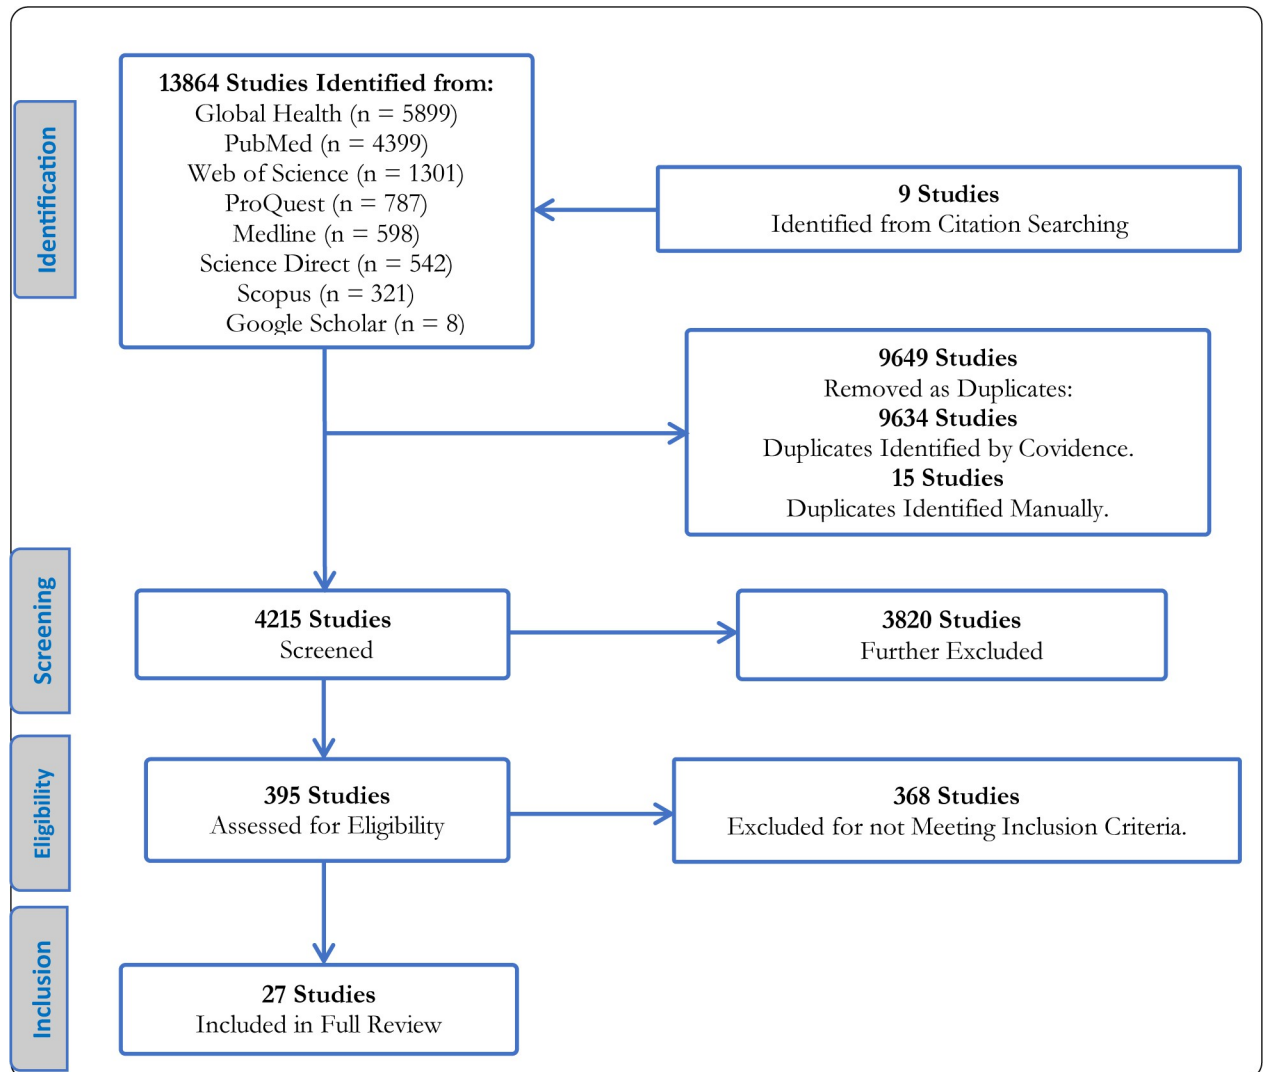 Identification
13864 Studies Identified from:
Global Health (n = 5899)
PubMed (n = 4399)
Web of Science (n = 1301)
ProQuest (n = 787)
Medline (n = 598)
Science Direct (n = 542)
Scopus (n = 321)
Google Scholar (n = 8)
9 Studies
Identified from Citation Searching
9649 Studies
Removed as Duplicates:
9634 Studies
Duplicates Identified by Covidence.
15 Studies
Duplicates Identified Manually.
Screening
4215 Studies
Screened
3820 Studies
Further Excluded
Eligibility
395 Studies
Assessed for Eligibility
368 Studies
Excluded for not Meeting Inclusion Criteria.
Inclusion
27 Studies
Included in Full Review